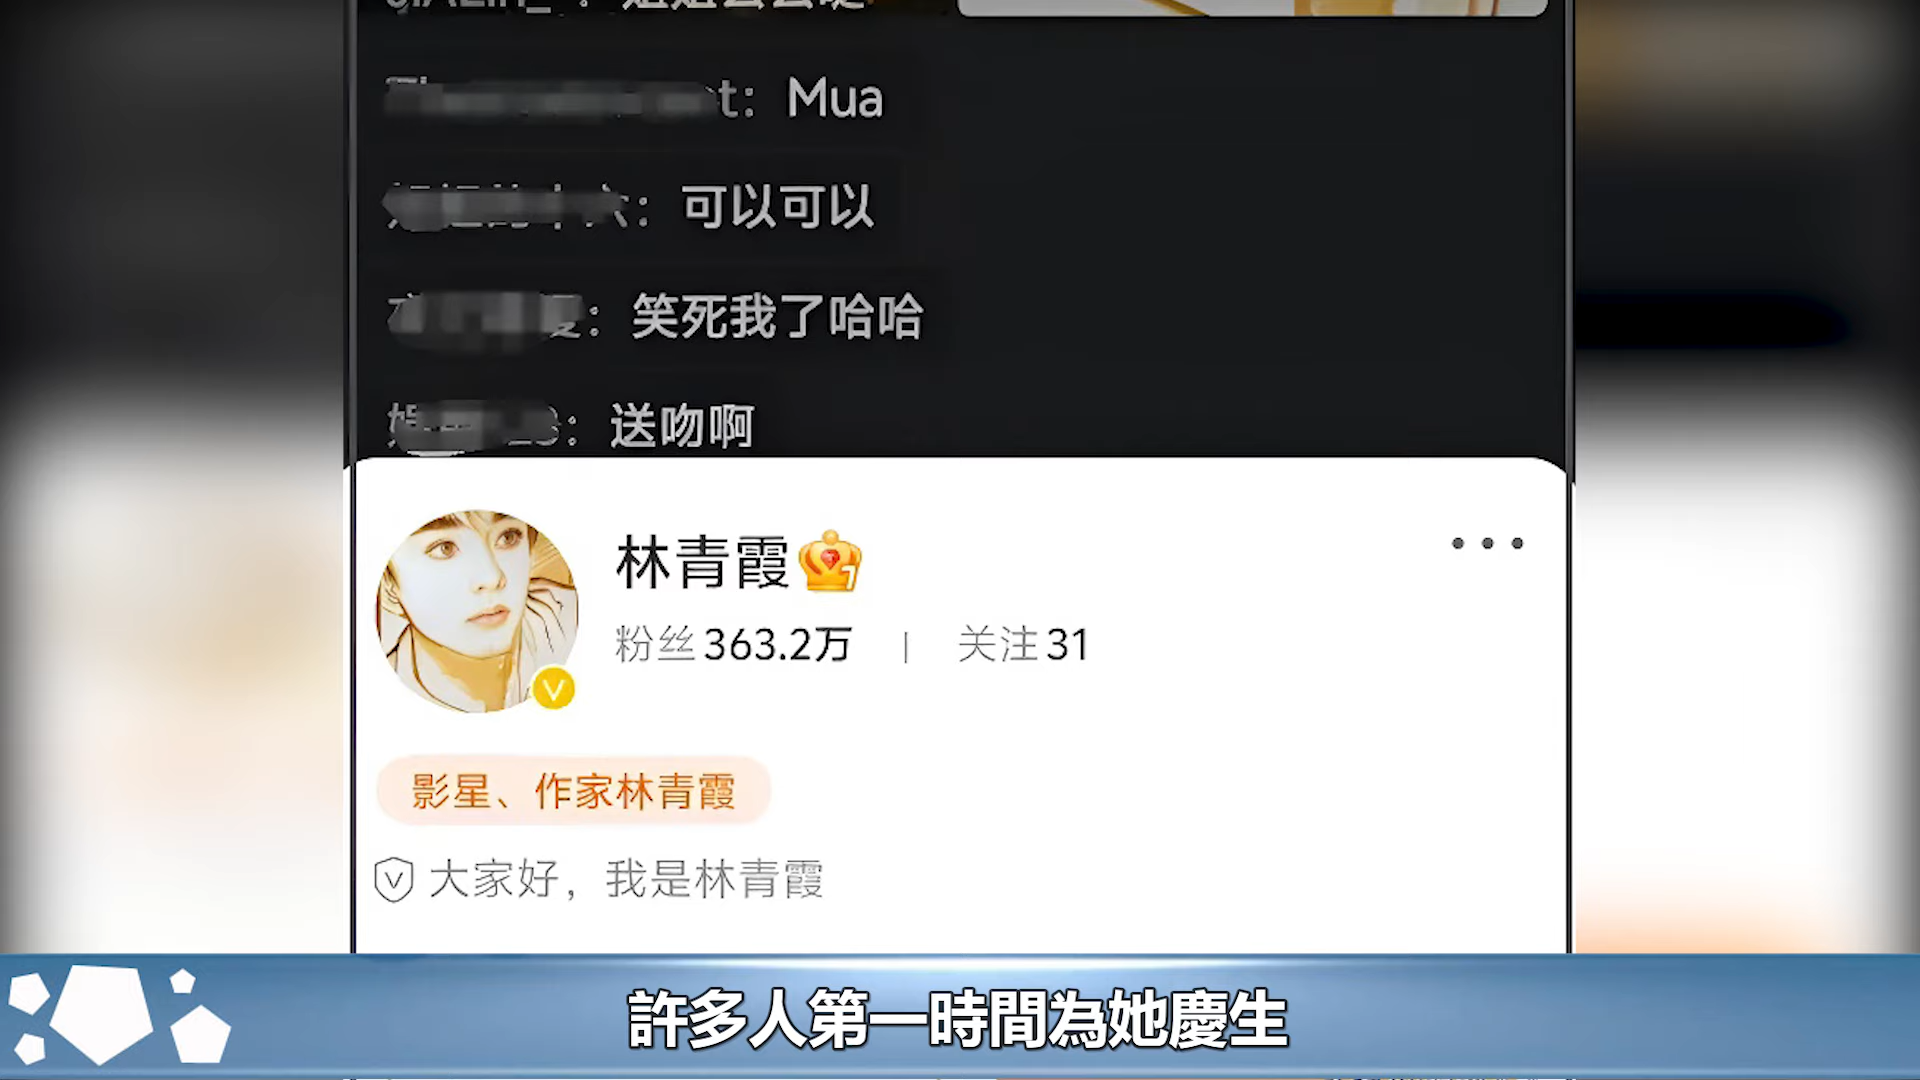 t： Mua
： 可以可以
： 笑死我了哈哈
： 送吻啊
林青霞 7
粉丝363.2万 | 关注31
影星、作家林青霞
大家好，我是林青霞
許多人第一時間為她慶生